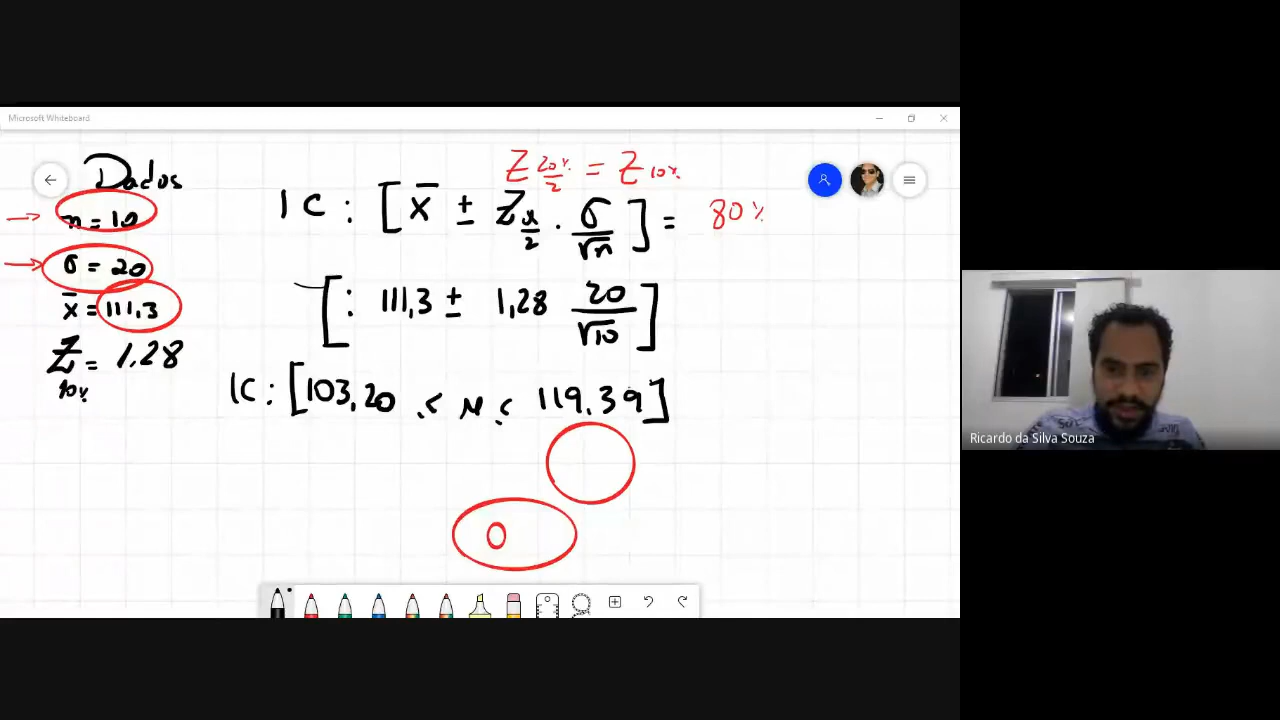 Microsoft Whiteboard
Dados
n = 10
σ = 20
x̄ = 111,3
Z10% = 1,28
Z 20%/2 = Z 10%
IC : [ x̄ ± Z α/2 · σ/√n ] = 80%
[ : 111,3 ± 1,28 20/√10 ]
IC : [ 103,20 < μ < 119,39 ]
0
Ricardo da Silva Souza